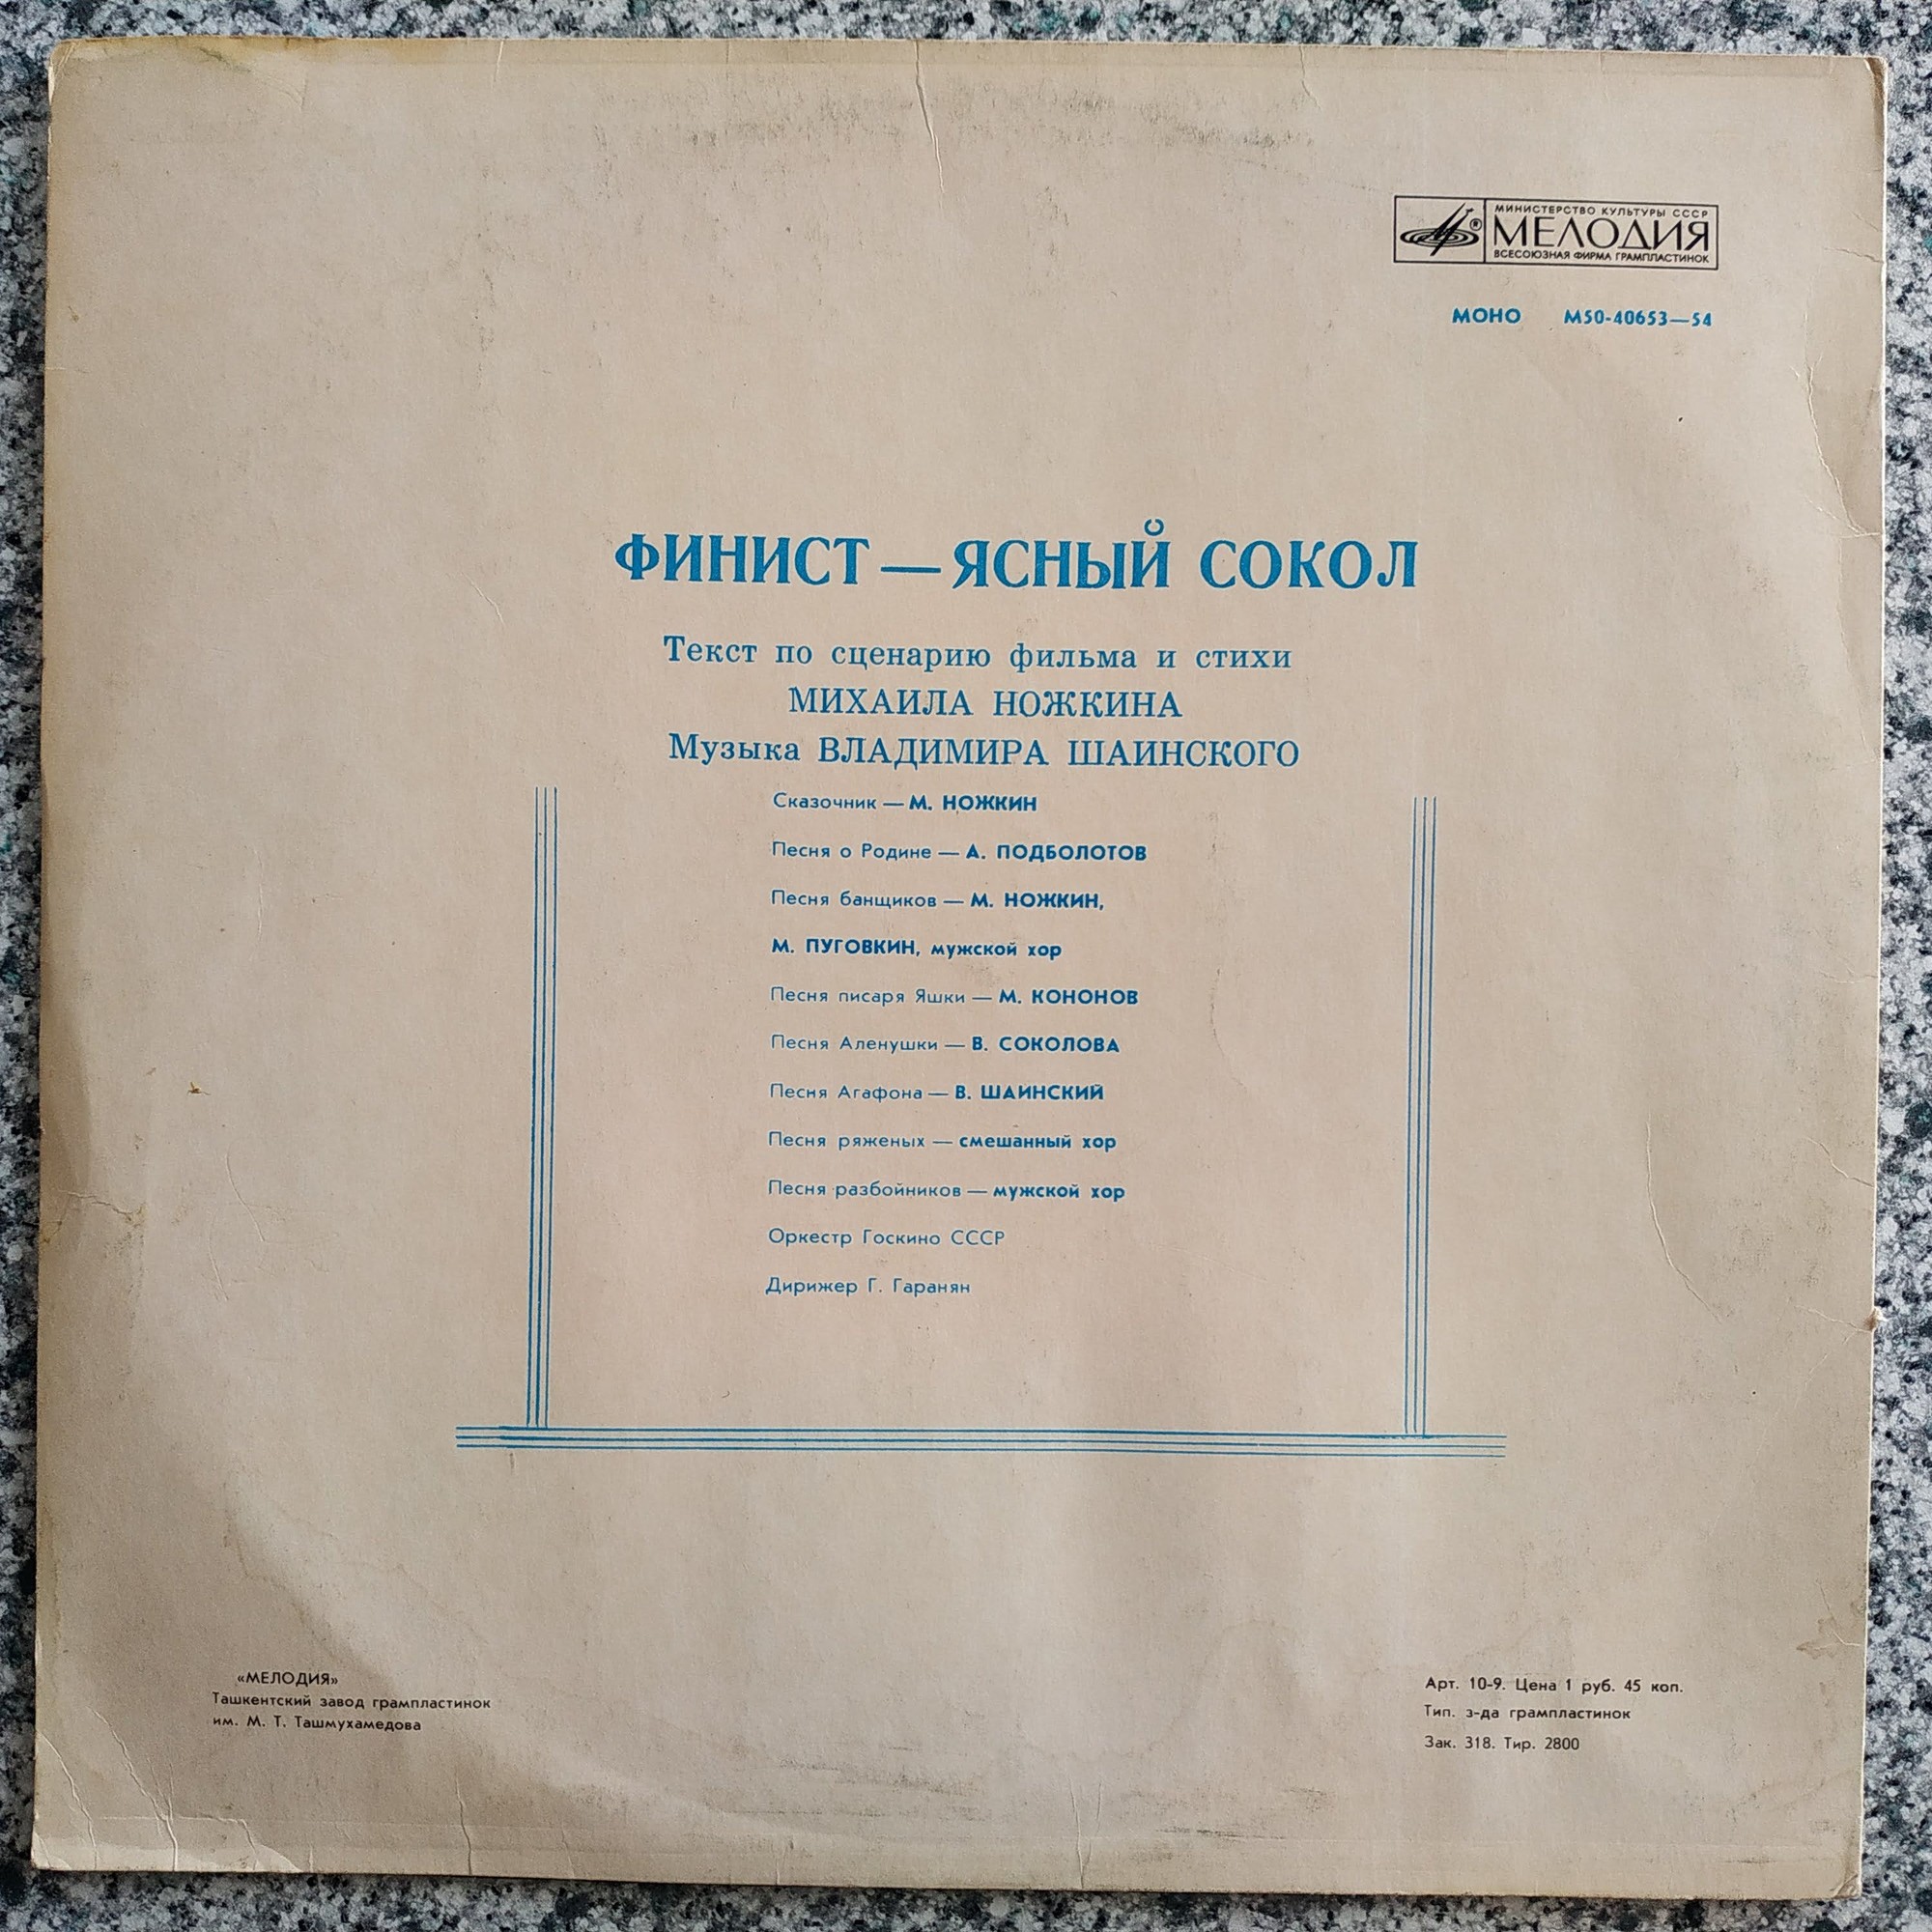 МИНИСТЕРСТВО КУЛЬТУРЫ СССР
МЕЛОДИЯ
ВСЕСОЮЗНАЯ ФИРМА ГРАМПЛАСТИНОК
МОНО М50-40653—54
ФИНИСТ — ЯСНЫЙ СОКОЛ
Текст по сценарию фильма и стихи
МИХАИЛА НОЖКИНА
Музыка ВЛАДИМИРА ШАИНСКОГО
Сказочник — М. НОЖКИН
Песня о Родине — А. ПОДБОЛОТОВ
Песня банщиков — М. НОЖКИН,
М. ПУГОВКИН, мужской хор
Песня писаря Яшки — М. КОНОНОВ
Песня Аленушки — В. СОКОЛОВА
Песня Агафона — В. ШАИНСКИЙ
Песня ряженых — смешанный хор
Песня разбойников — мужской хор
Оркестр Госкино СССР
Дирижер Г. Гаранян
«МЕЛОДИЯ»
Ташкентский завод грампластинок
им. М. Т. Ташмухамедова
Арт. 10-9. Цена 1 руб. 45 коп.
Тип. з-да грампластинок
Зак. 318. Тир. 2800